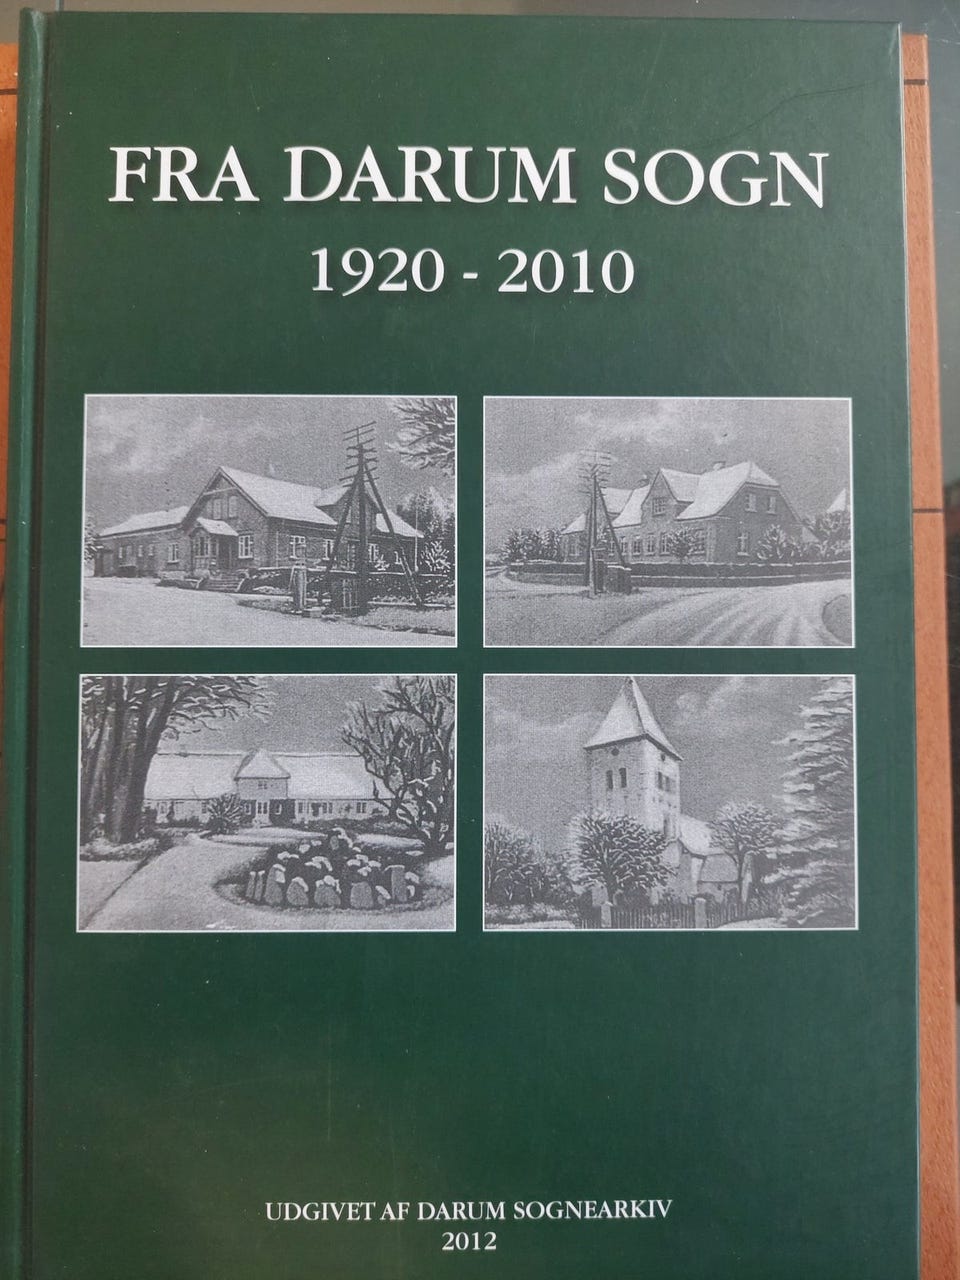 FRA DARUM SOGN
1920 - 2010
UDGIVET AF DARUM SOGNEARKIV
2012